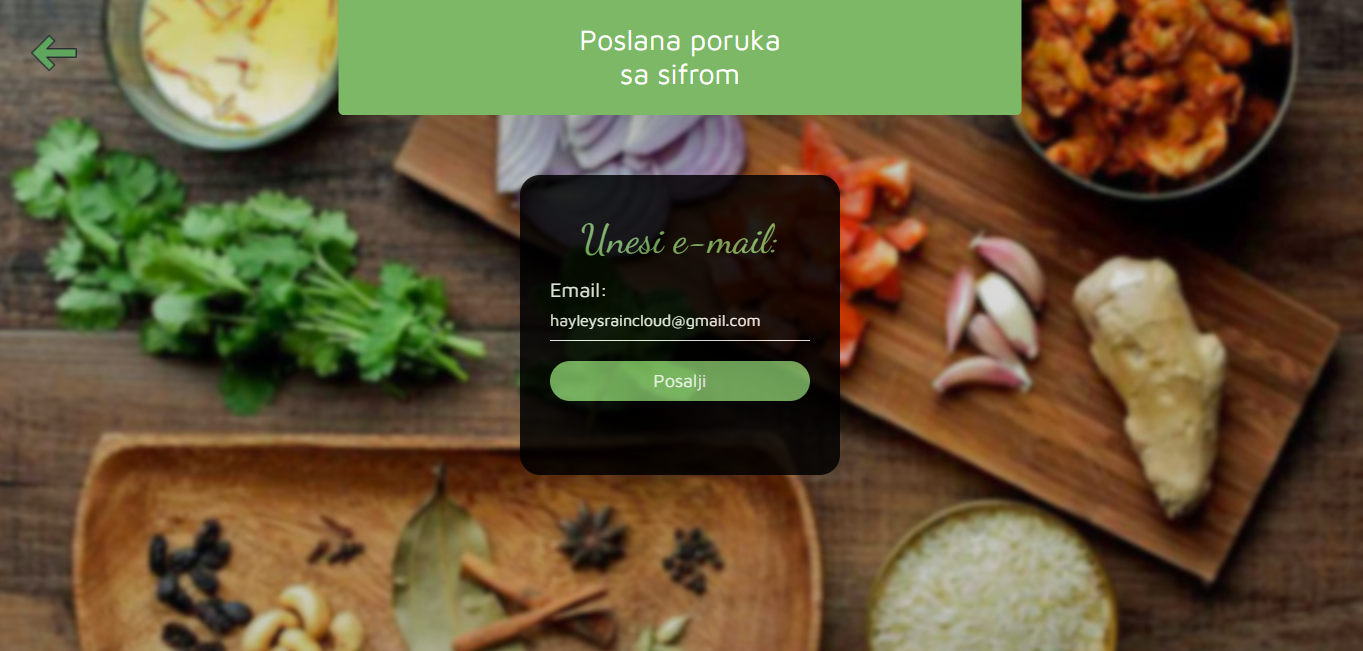 Poslana poruka
sa sifrom
Unesi e-mail:
Email:
hayleysraincloud@gmail.com
Posalji